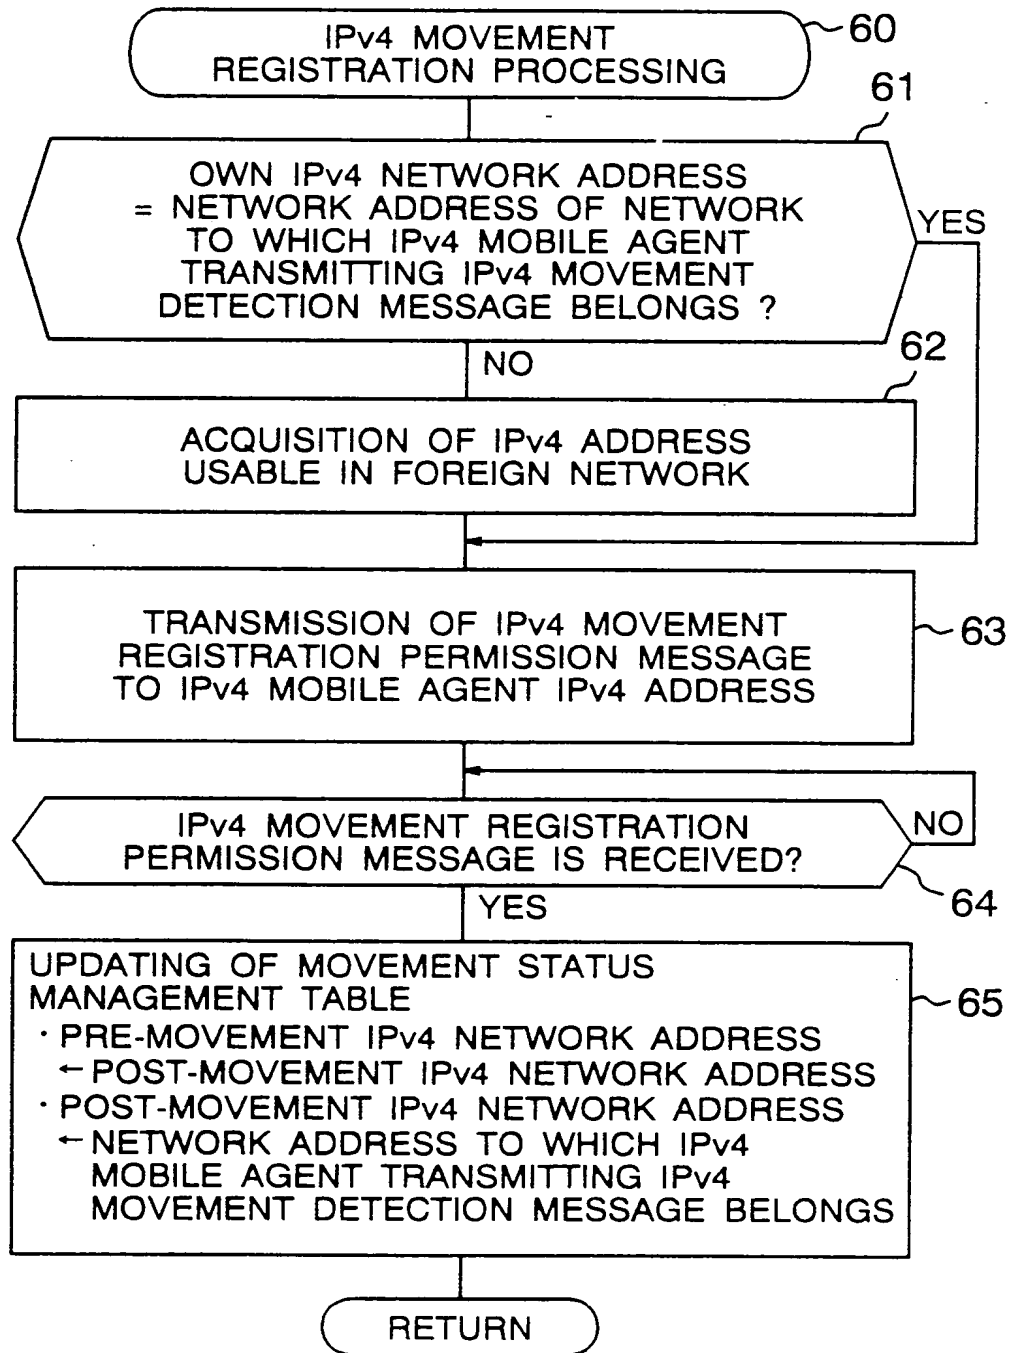 IPv4 MOVEMENT
REGISTRATION PROCESSING
60
61
OWN IPv4 NETWORK ADDRESS
= NETWORK ADDRESS OF NETWORK
TO WHICH IPv4 MOBILE AGENT
TRANSMITTING IPv4 MOVEMENT
DETECTION MESSAGE BELONGS ?
YES
NO
62
ACQUISITION OF IPv4 ADDRESS
USABLE IN FOREIGN NETWORK
TRANSMISSION OF IPv4 MOVEMENT
REGISTRATION PERMISSION MESSAGE
TO IPv4 MOBILE AGENT IPv4 ADDRESS
63
IPv4 MOVEMENT REGISTRATION
PERMISSION MESSAGE IS RECEIVED?
NO
64
YES
UPDATING OF MOVEMENT STATUS
MANAGEMENT TABLE
· PRE-MOVEMENT IPv4 NETWORK ADDRESS
← POST-MOVEMENT IPv4 NETWORK ADDRESS
· POST-MOVEMENT IPv4 NETWORK ADDRESS
← NETWORK ADDRESS TO WHICH IPv4
MOBILE AGENT TRANSMITTING IPv4
MOVEMENT DETECTION MESSAGE BELONGS
65
RETURN